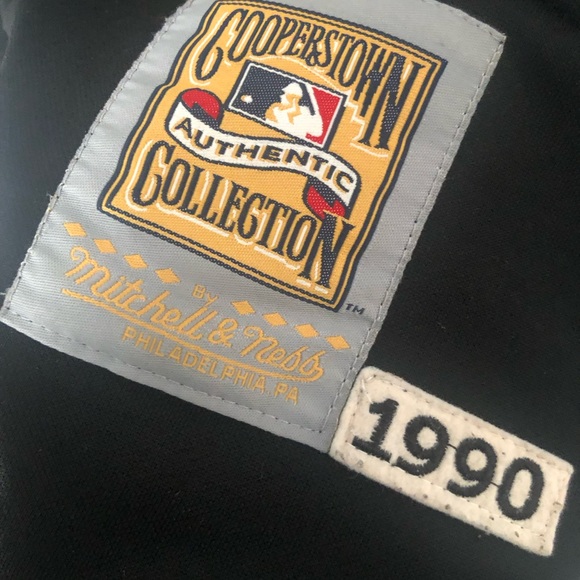 COOPERSTOWN
AUTHENTIC
COLLECTION
TM
By
Mitchell & Ness
PHILADELPHIA, PA
1990